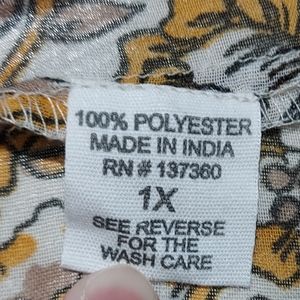 100% POLYESTER
MADE IN INDIA
RN # 137360
1X
SEE REVERSE
FOR THE
WASH CARE